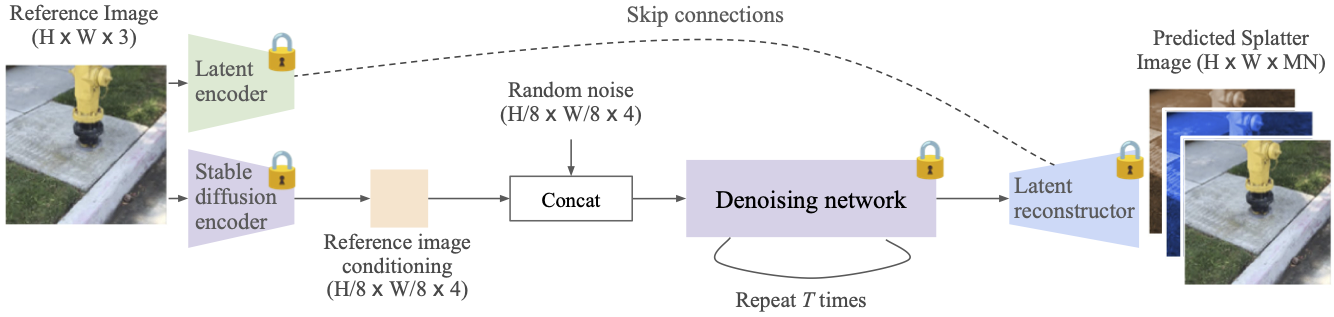 Reference Image
(H x W x 3)
Latent
encoder
Skip connections
Predicted Splatter
Image (H x W x MN)
Random noise
(H/8 x W/8 x 4)
Stable
diffusion
encoder
Concat
Denoising network
Latent
reconstructor
Reference image
conditioning
(H/8 x W/8 x 4)
Repeat T times